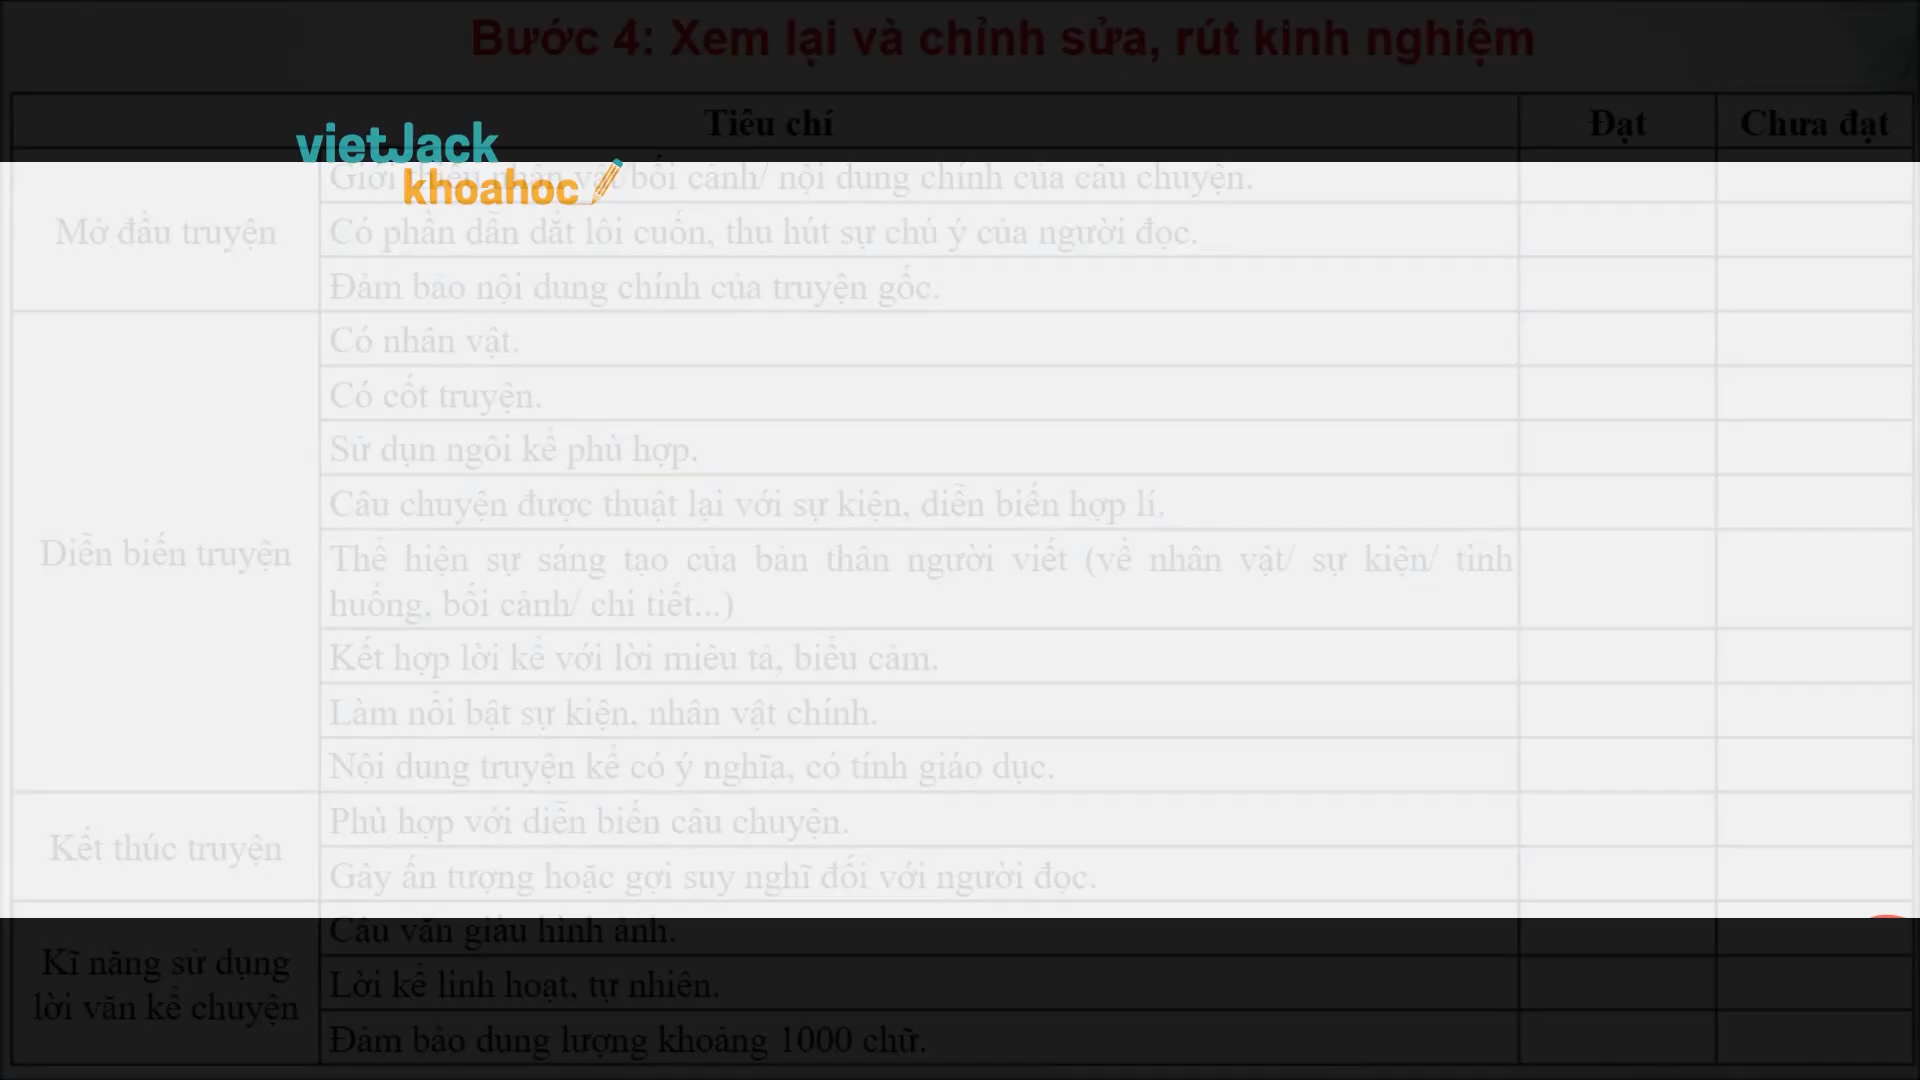 Bước 4: Xem lại và chỉnh sửa, rút kinh nghiệm
Tiêu chí Đạt Chưa đạt
vietJack
khoahoc
Giới thiệu nhân vật/ bối cảnh/ nội dung chính của câu chuyện.
Mở đầu truyện
Có phần dẫn dắt lôi cuốn, thu hút sự chú ý của người đọc.
Đảm bảo nội dung chính của truyện gốc.
Diễn biến truyện
Có nhân vật.
Có cốt truyện.
Sử dụn ngôi kể phù hợp.
Câu chuyện được thuật lại với sự kiện, diễn biến hợp lí.
Thể hiện sự sáng tạo của bản thân người viết (về nhân vật/ sự kiện/ tình
huống, bối cảnh/ chi tiết...)
Kết hợp lời kể với lời miêu tả, biểu cảm.
Làm nổi bật sự kiện, nhân vật chính.
Nội dung truyện kể có ý nghĩa, có tính giáo dục.
Kết thúc truyện
Phù hợp với diễn biến câu chuyện.
Gây ấn tượng hoặc gợi suy nghĩ đối với người đọc.
Kĩ năng sử dụng
lời văn kể chuyện
Câu văn giàu hình ảnh.
Lời kể linh hoạt, tự nhiên.
Đảm bảo dung lượng khoảng 1000 chữ.